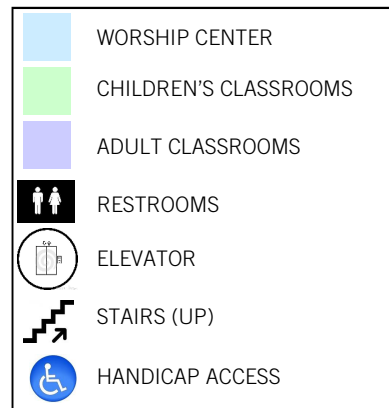 WORSHIP CENTER
CHILDREN'S CLASSROOMS
ADULT CLASSROOMS
RESTROOMS
ELEVATOR
STAIRS (UP)
HANDICAP ACCESS